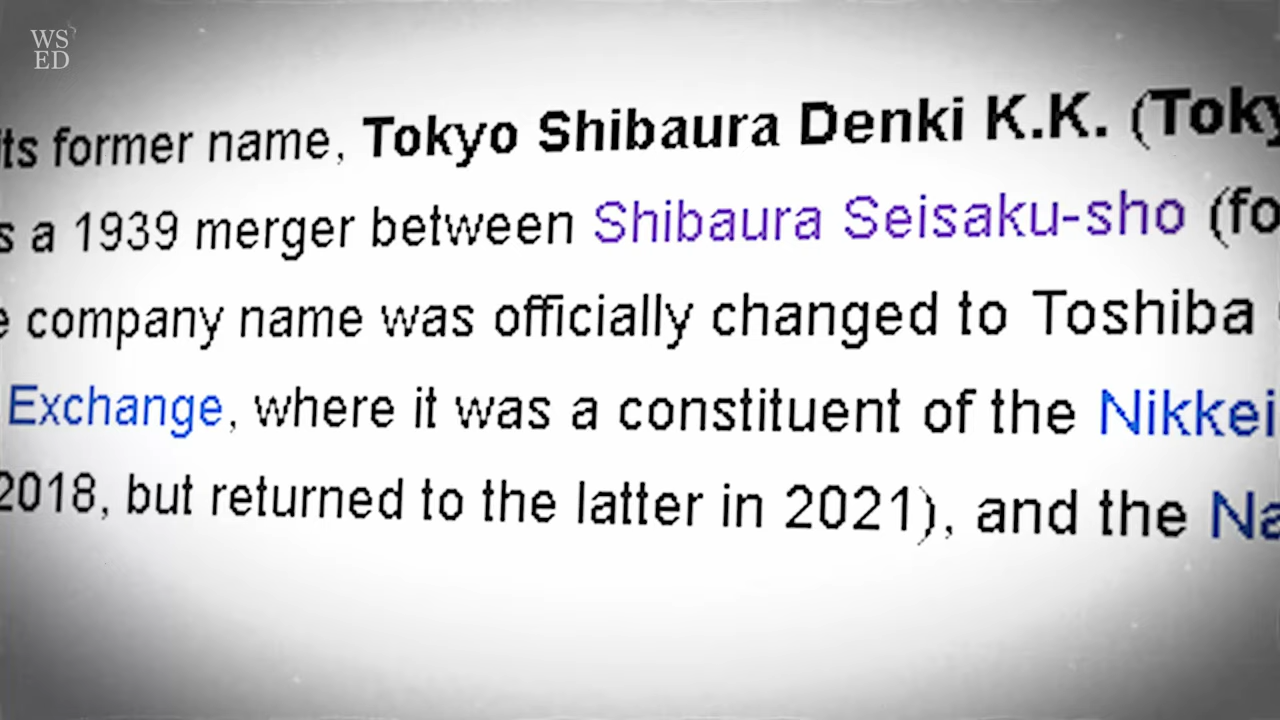 WS
ED
its former name, Tokyo Shibaura Denki K.K. (Toky
s a 1939 merger between Shibaura Seisaku-sho (fo
e company name was officially changed to Toshiba
Exchange, where it was a constituent of the Nikkei
2018, but returned to the latter in 2021), and the Na